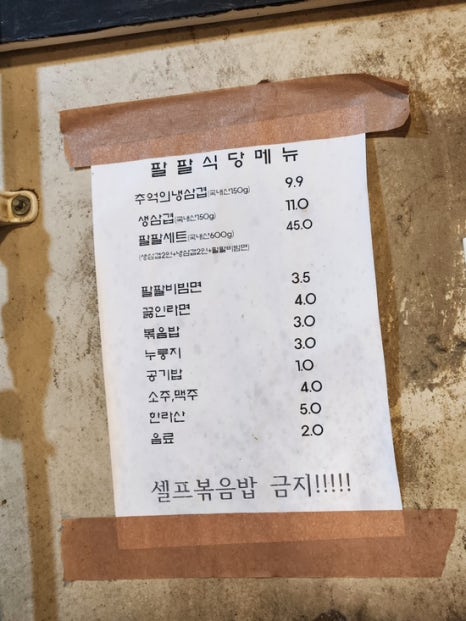 팔팔식당메뉴
추억의냉삼겹(국내산150g) 9.9
생삼겹(국내산150g) 11.0
팔팔세트(국내산600g) 45.0
(생삼겹2인+냉삼겹2인+팔팔비빔면)
팔팔비빔면 3.5
끓인라면 4.0
볶음밥 3.0
누룽지 3.0
공기밥 1.0
소주,맥주 4.0
한라산 5.0
음료 2.0
셀프볶음밥 금지!!!!!